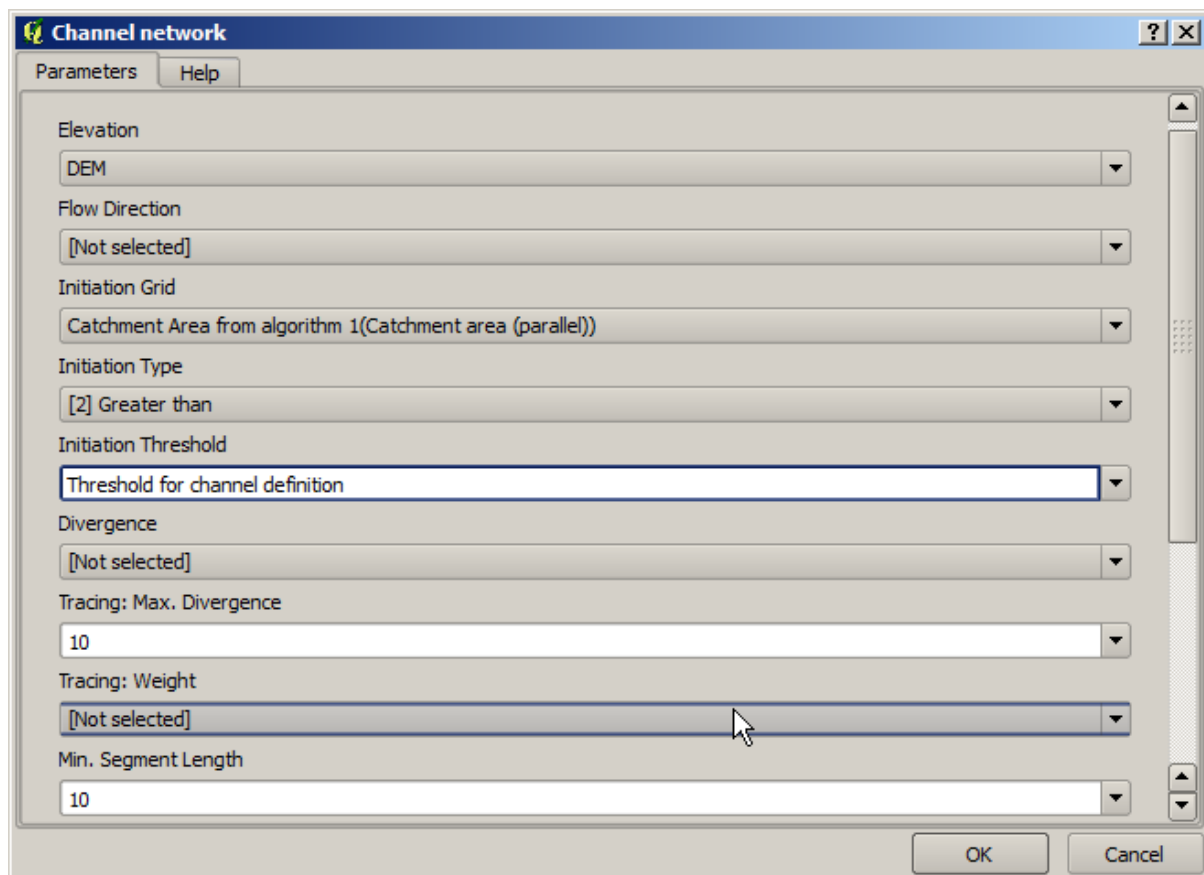 Channel network
Parameters Help
Elevation
DEM
Flow Direction
[Not selected]
Initiation Grid
Catchment Area from algorithm 1(Catchment area (parallel))
Initiation Type
[2] Greater than
Initiation Threshold
Threshold for channel definition
Divergence
[Not selected]
Tracing: Max. Divergence
10
Tracing: Weight
[Not selected]
Min. Segment Length
10
OK Cancel